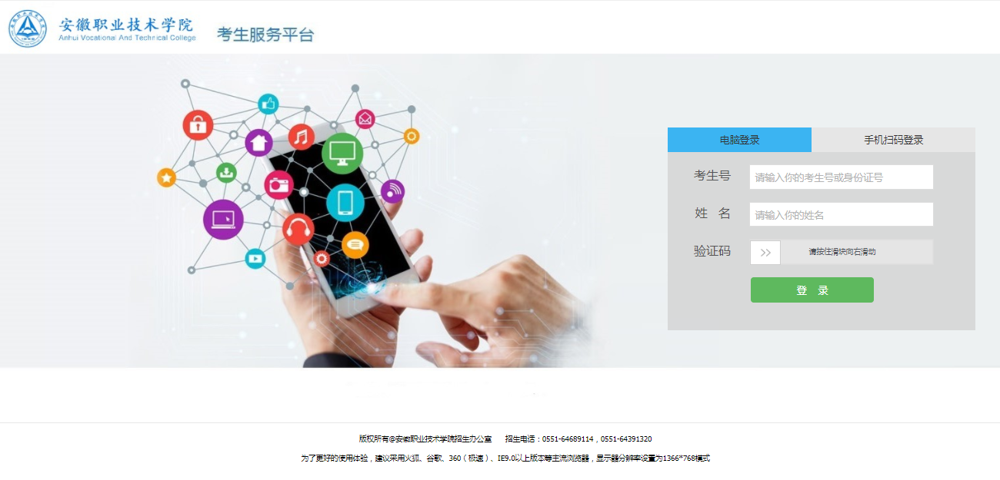 安徽职业技术学院
Anhui Vocational And Technical College
考生服务平台
电脑登录
手机扫码登录
考生号
请输入你的考生号或身份证号
姓 名
请输入你的姓名
验证码
>>
请按住滑块向右滑动
登 录
版权所有@安徽职业技术学院招生办公室 招生电话：0551-64689114，0551-64391320
为了更好的使用体验，建议采用火狐、谷歌、360（极速）、IE9.0以上版本等主流浏览器，显示器分辨率设置为1366*768模式